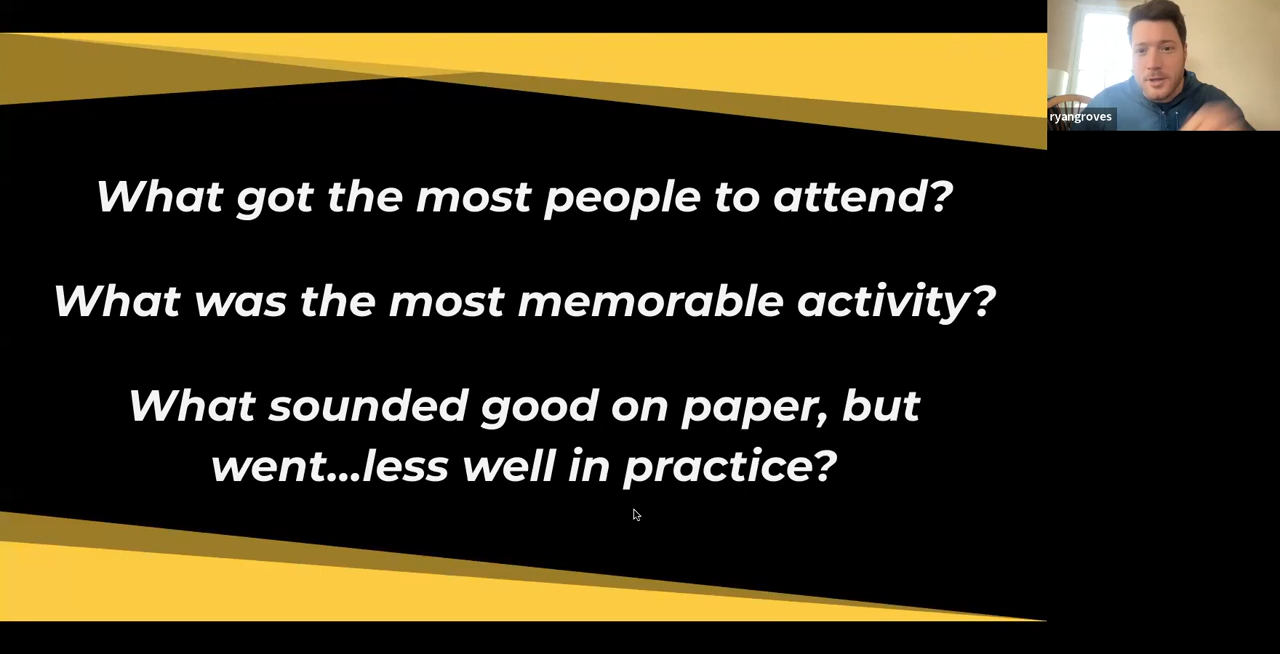 ryangroves
What got the most people to attend?
What was the most memorable activity?
What sounded good on paper, but
went...less well in practice?